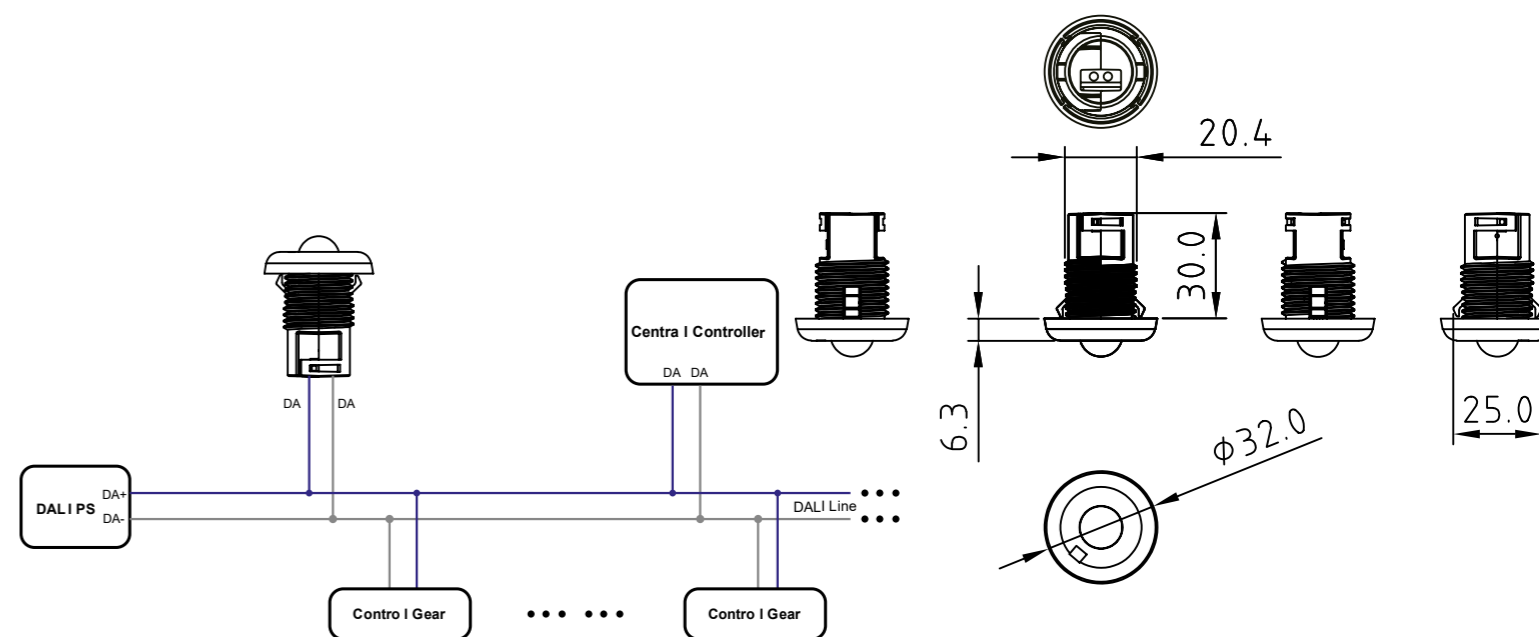 20.4
30.0
Centra l Controller
DA DA
DA DA
6.3
25.0
ϕ32.0
DA+
DAL I PS
DA-
DAL I Line
Contro l Gear
Contro l Gear